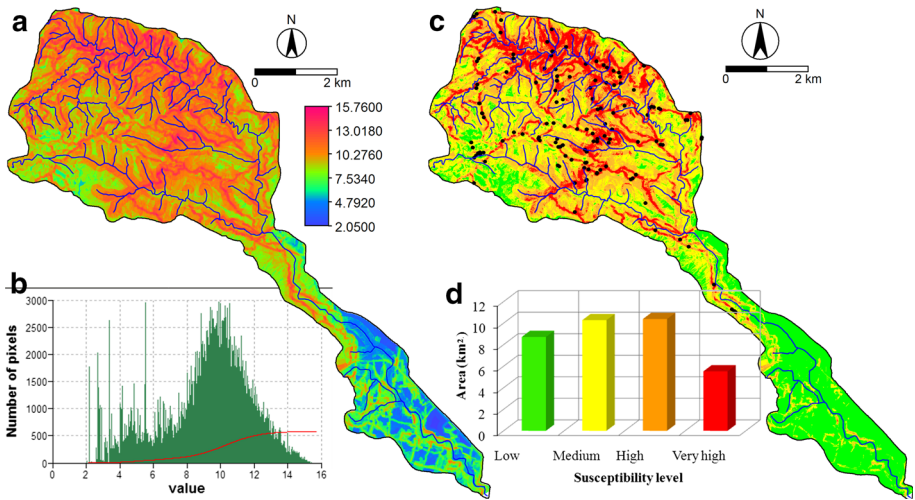 a
N
2 km
0
15.7600
13.0180
10.2760
7.5340
4.7920
2.0500
b
3000
2500
2000
1500
1000
500
0
Number of pixels
0 2 4 6 8 10 12 14 16
value
c
N
0 2 km
d
12
10
8
6
4
2
0
Area (km²)
Low Medium High Very high
Susceptibility level